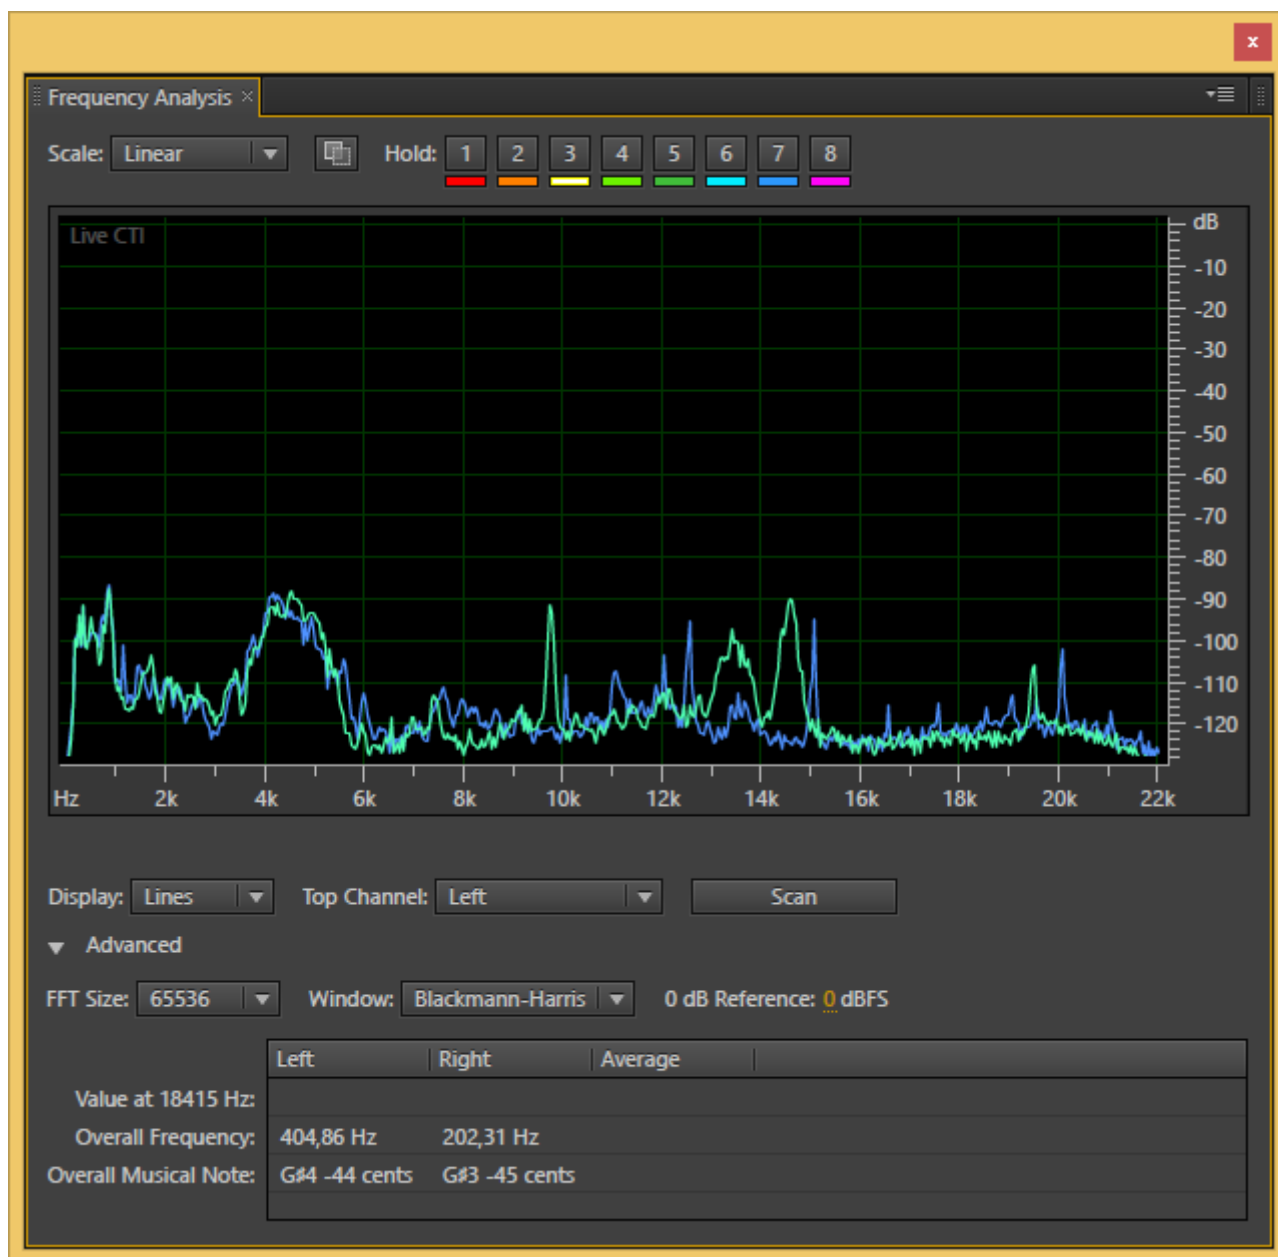 x
Frequency Analysis ×
Scale: Linear Hold: 1 2 3 4 5 6 7 8
Live CTI
dB
-10
-20
-30
-40
-50
-60
-70
-80
-90
-100
-110
-120
Hz 2k 4k 6k 8k 10k 12k 14k 16k 18k 20k 22k
Display: Lines Top Channel: Left Scan
Advanced
FFT Size: 65536 Window: Blackmann-Harris 0 dB Reference: 0 dBFS
Left Right Average
Value at 18415 Hz:
Overall Frequency: 404,86 Hz 202,31 Hz
Overall Musical Note: G♯4 -44 cents G♯3 -45 cents